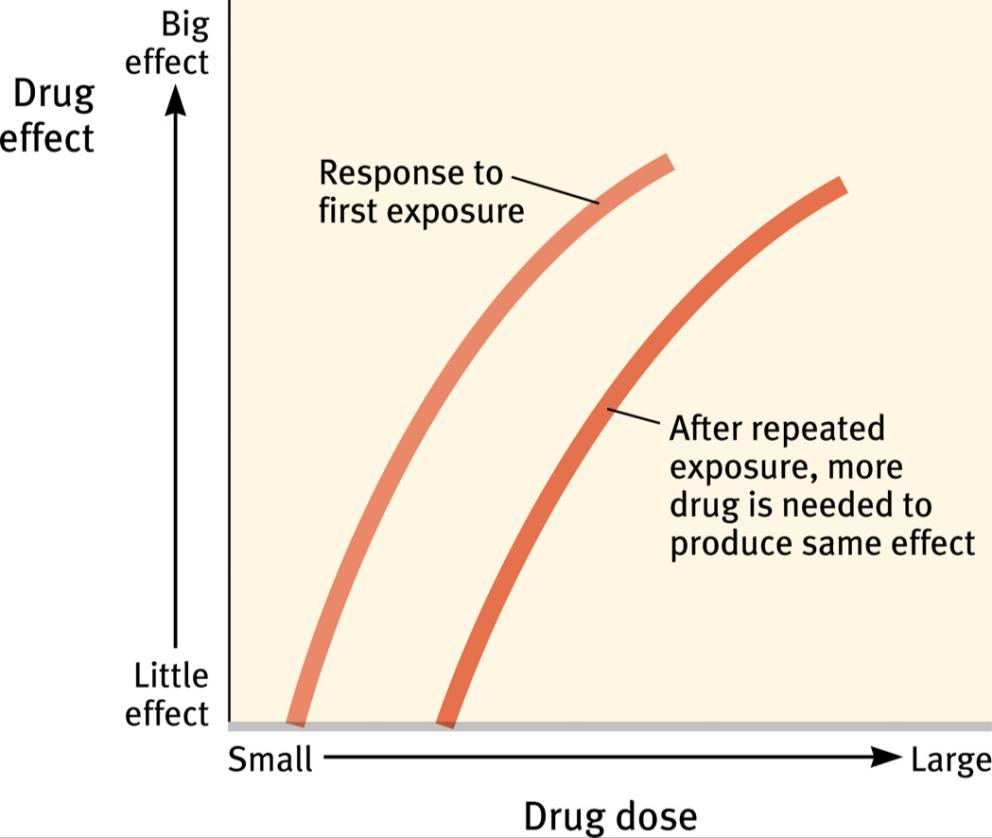 Big
effect
Drug
effect
Response to
first exposure
After repeated
exposure, more
drug is needed to
produce same effect
Little
effect
Small
Large
Drug dose